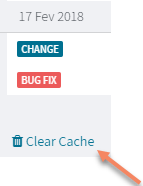 17 Fev 2018
CHANGE
BUG FIX
Clear Cache